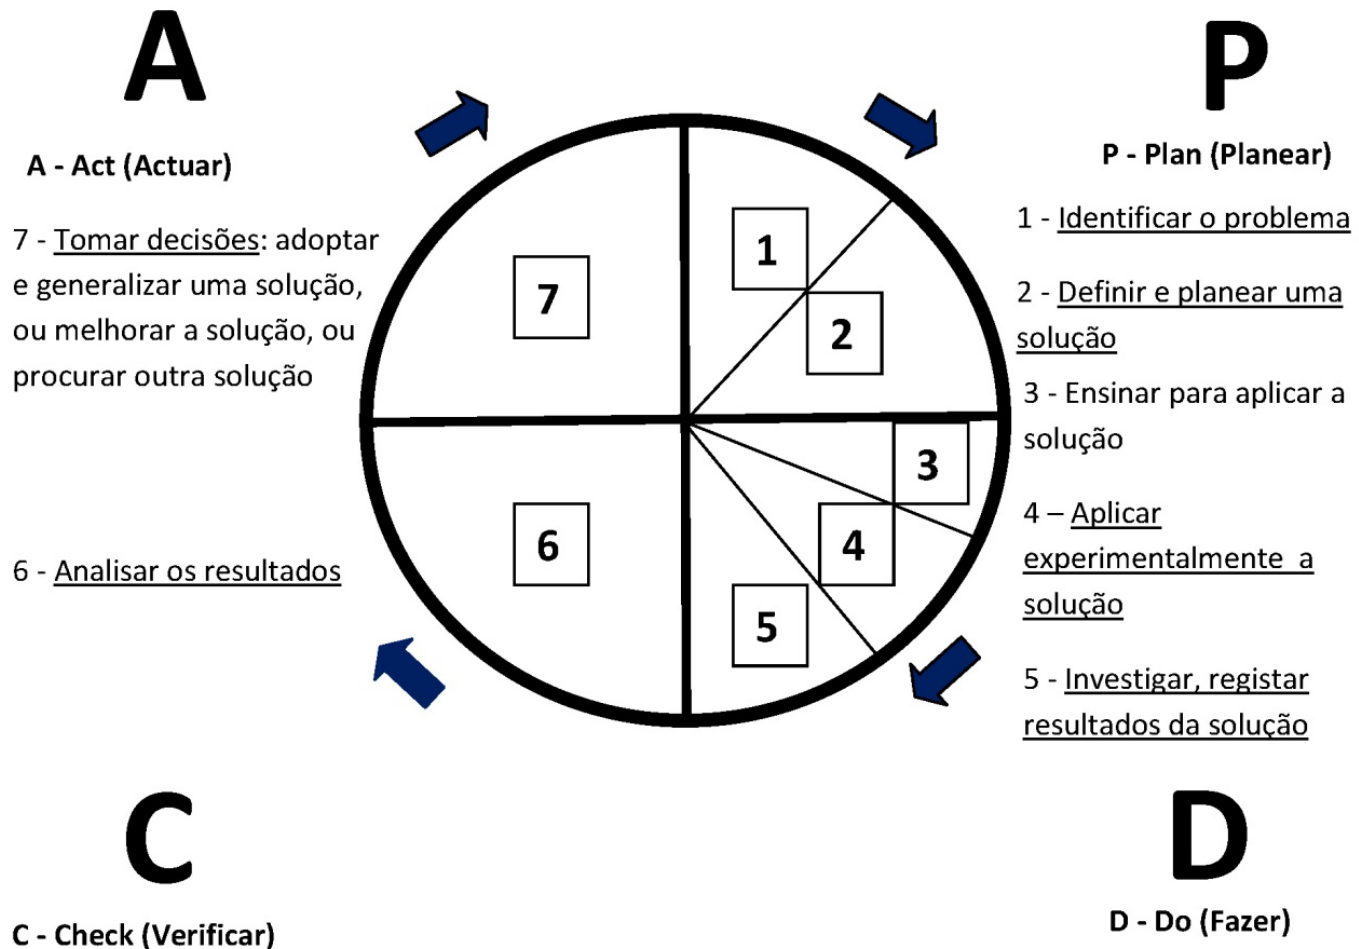 A
A - Act (Actuar)
7 - Tomar decisões: adoptar
e generalizar uma solução,
ou melhorar a solução, ou
procurar outra solução
6 - Analisar os resultados
C
C - Check (Verificar)
7
1
2
6
3
4
5
P
P - Plan (Planear)
1 - Identificar o problema
2 - Definir e planear uma
solução
3 - Ensinar para aplicar a
solução
4 – Aplicar
experimentalmente a
solução
5 - Investigar, registar
resultados da solução
D
D - Do (Fazer)